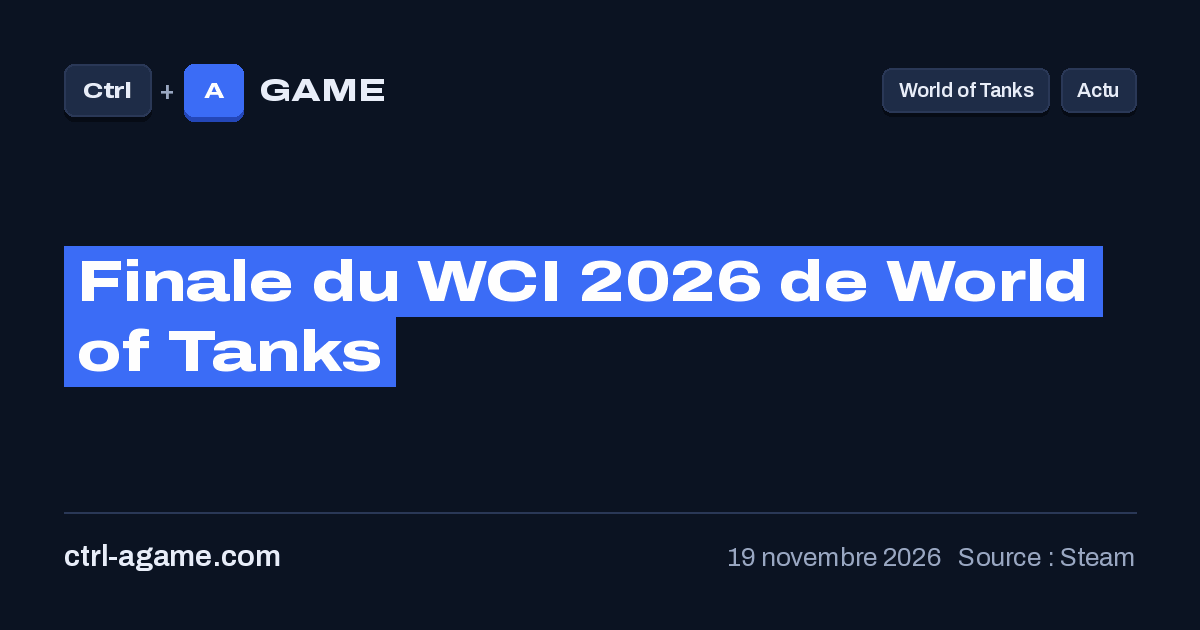 Ctrl + A GAME
World of Tanks Actu
Finale du WCI 2026 de World
of Tanks
ctrl-agame.com
19 novembre 2026 Source : Steam